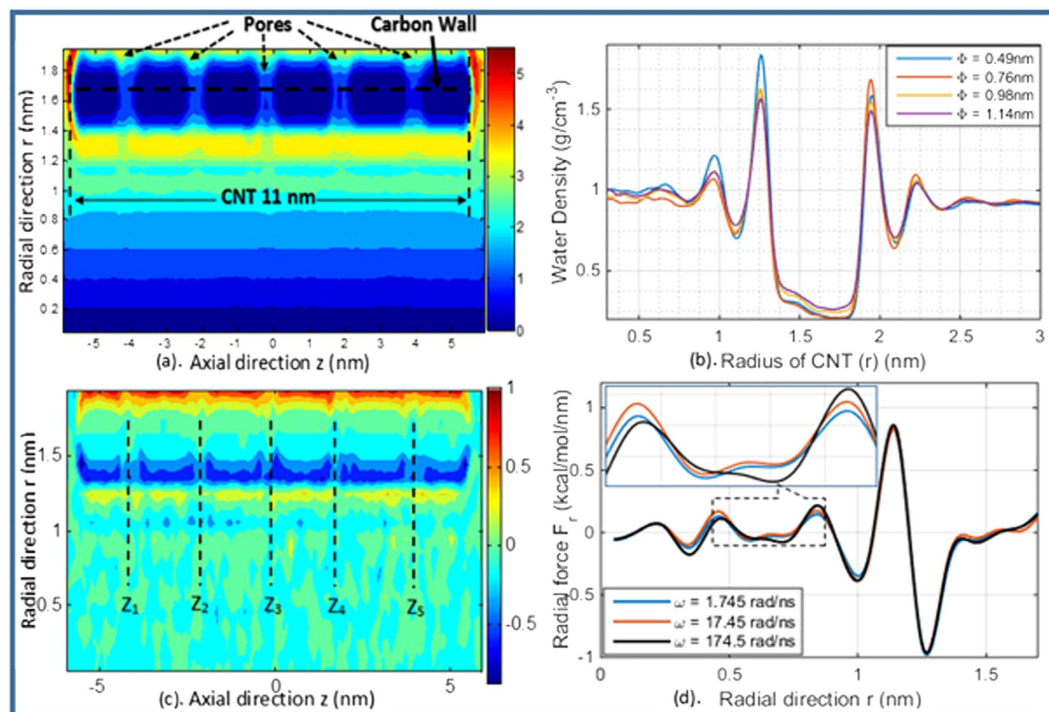 Pores
Carbon Wall
Radial direction r (nm)
1.8
1.6
1.4
1.2
1
0.8
0.6
0.4
0.2
CNT 11 nm
-5 -4 -3 -2 -1 0 1 2 3 4 5
(a). Axial direction z (nm)
5
4
3
2
1
0
Water Density (g/cm⁻³)
1.5
1
0.5
Φ = 0.49nm
Φ = 0.76nm
Φ = 0.98nm
Φ = 1.14nm
0.5 1 1.5 2 2.5 3
(b). Radius of CNT (r) (nm)
Radial direction r (nm)
1.5
1
0.5
Z₁ Z₂ Z₃ Z₄ Z₅
-5 0 5
(c). Axial direction z (nm)
1
0.5
0
-0.5
Radial force Fᵣ (kcal/mol/nm)
1
0.5
0
-0.5
-1
ω = 1.745 rad/ns
ω = 17.45 rad/ns
ω = 174.5 rad/ns
0 0.5 1 1.5
(d). Radial direction r (nm)